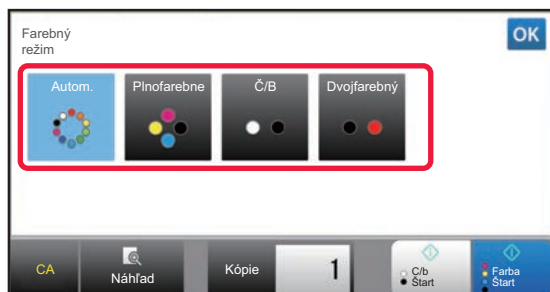 Farebný
režim
OK
Autom.
Plnofarebne
Č/B
Dvojfarebný
CA
Náhľad
Kópie
1
C/b
Štart
Farba
Štart